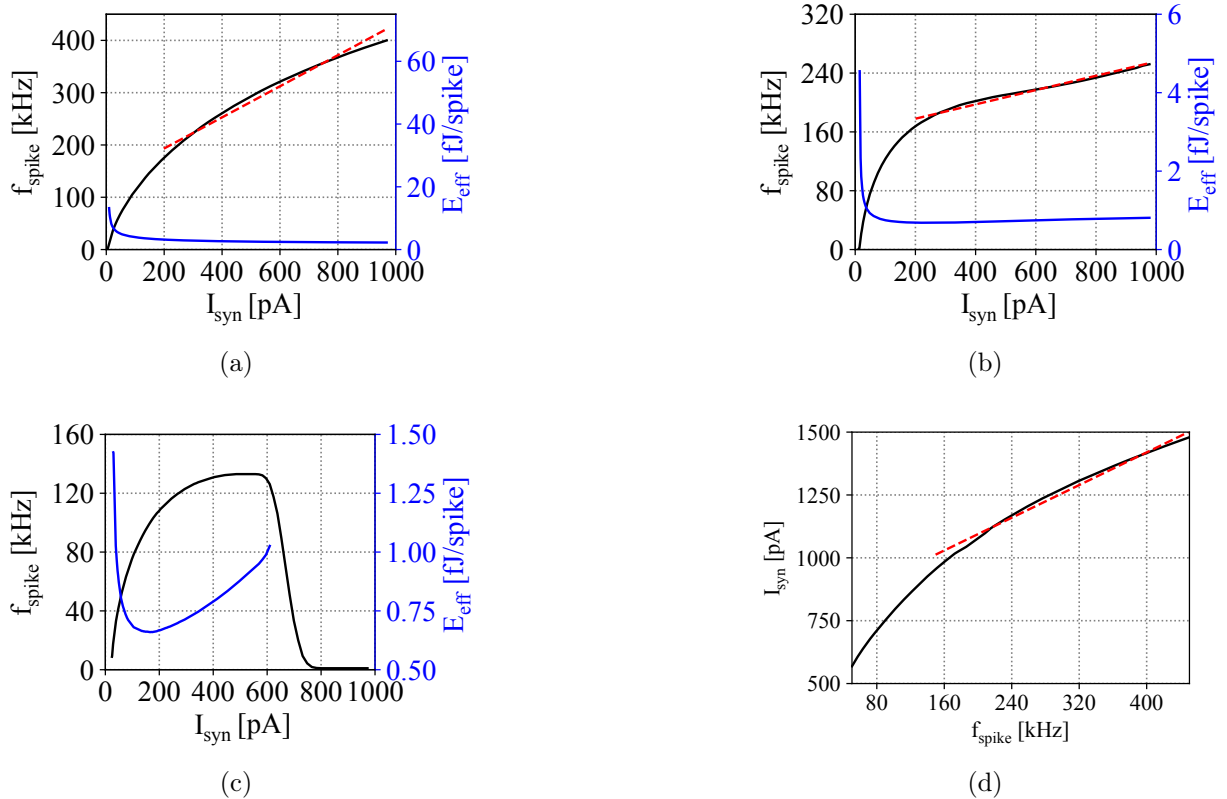 400
300
200
100
0
f_spike [kHz]
60
40
20
0
E_eff [fJ/spike]
0 200 400 600 800 1000
I_syn [pA]
(a)
320
240
160
80
0
f_spike [kHz]
6
4
2
0
E_eff [fJ/spike]
0 200 400 600 800 1000
I_syn [pA]
(b)
160
120
80
40
0
f_spike [kHz]
1.50
1.25
1.00
0.75
0.50
E_eff [fJ/spike]
0 200 400 600 800 1000
I_syn [pA]
(c)
1500
1250
1000
750
500
I_syn [pA]
80 160 240 320 400
f_spike [kHz]
(d)